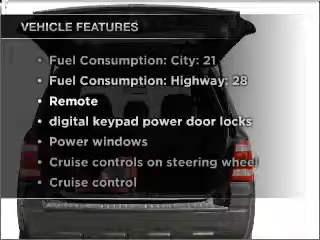 VEHICLE FEATURES
• Fuel Consumption: City: 21
• Fuel Consumption: Highway: 28
• Remote
• digital keypad power door locks
• Power windows
• Cruise controls on steering wheel
• Cruise control